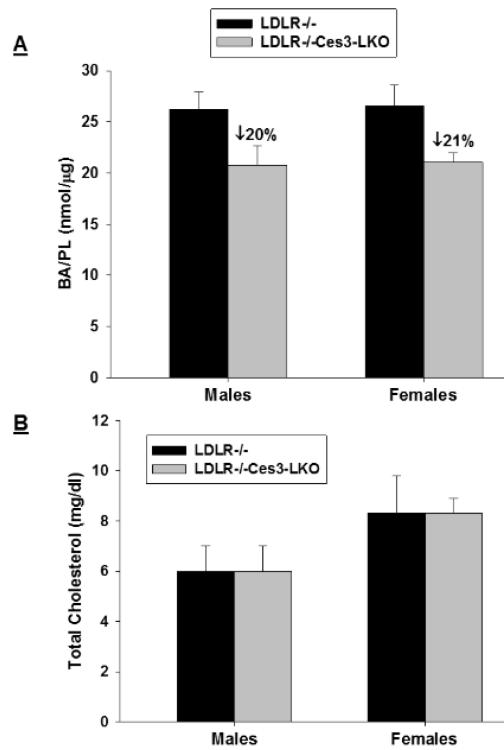 LDLR-/-
LDLR-/-Ces3-LKO
A
BA/PL (nmol/µg)
30
25
20
15
10
5
0
↓20%
↓21%
Males
Females
B
Total Cholesterol (mg/dl)
12
10
8
6
4
2
0
LDLR-/-
LDLR-/-Ces3-LKO
Males
Females